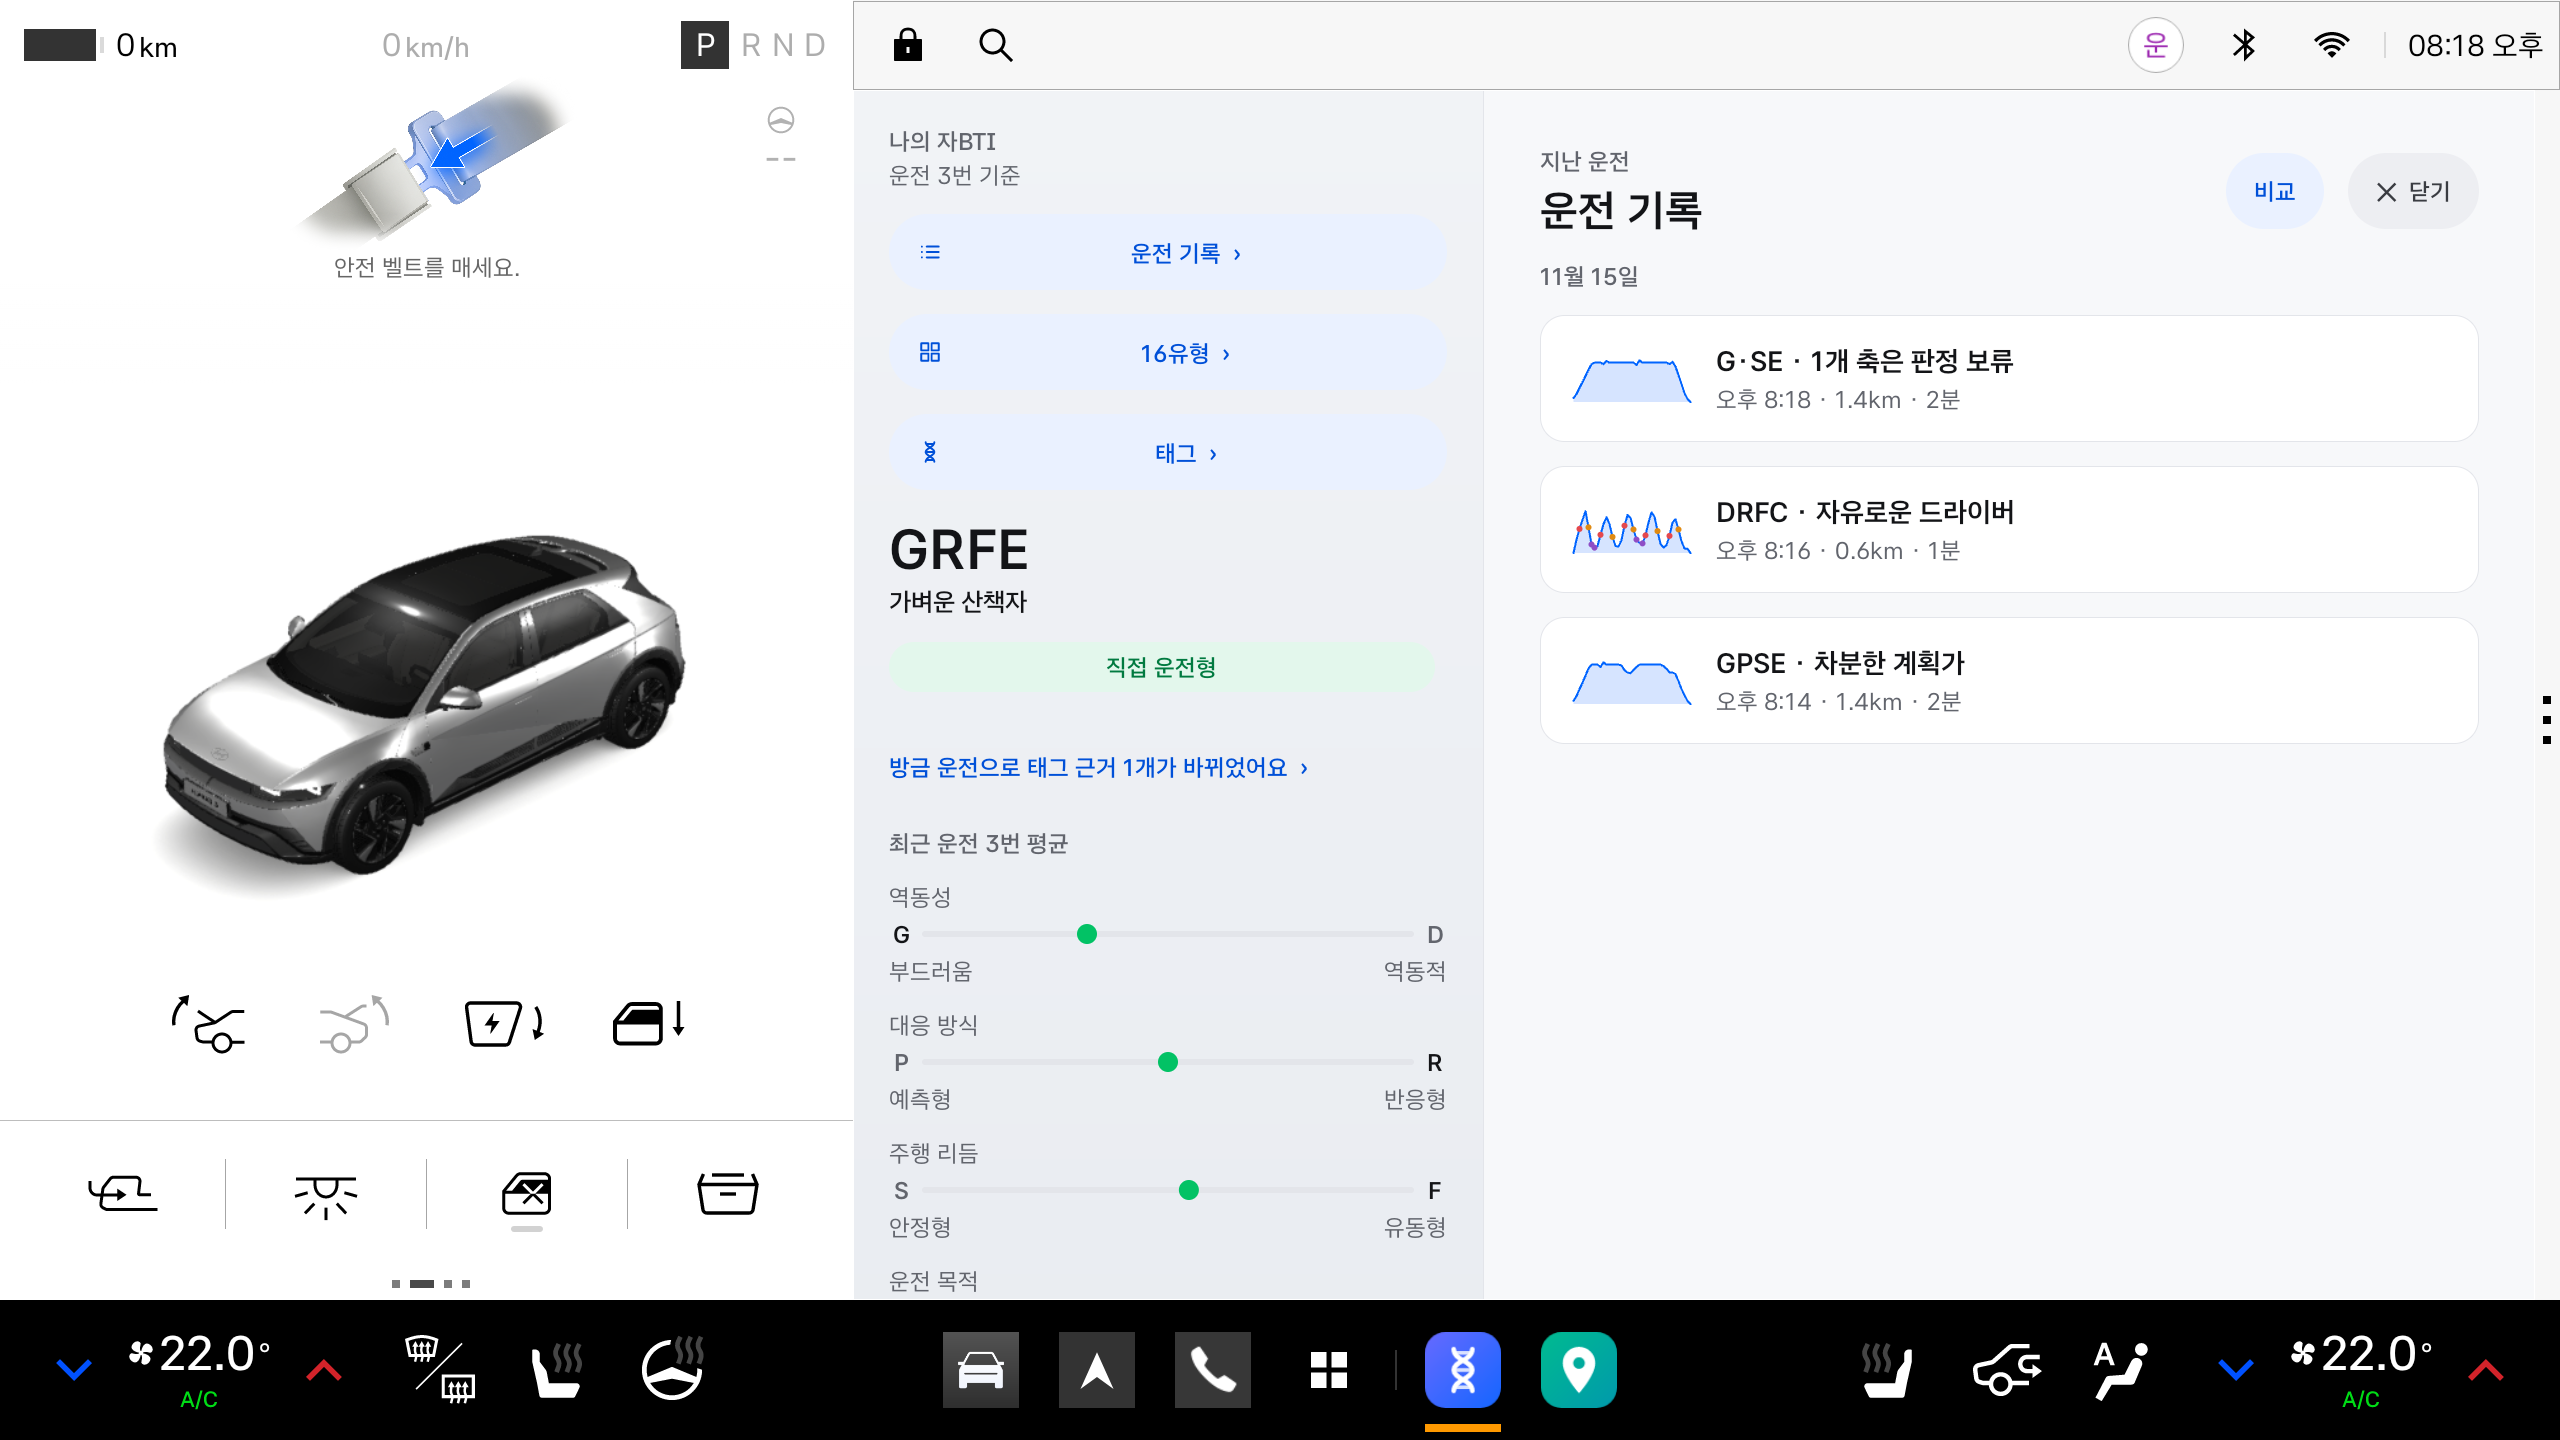 0 km
0 km/h
P R N D
운
08:18 오후
안전 벨트를 매세요.
나의 자BTI
운전 3번 기준
운전 기록 ›
16유형 ›
태그 ›
GRFE
가벼운 산책자
직접 운전형
방금 운전으로 태그 근거 1개가 바뀌었어요 ›
최근 운전 3번 평균
역동성
G D
부드러움 역동적
대응 방식
P R
예측형 반응형
주행 리듬
S F
안정형 유동형
운전 목적
지난 운전
운전 기록
비교
닫기
11월 15일
G·SE · 1개 축은 판정 보류
오후 8:18 · 1.4km · 2분
DRFC · 자유로운 드라이버
오후 8:16 · 0.6km · 1분
GPSE · 차분한 계획가
오후 8:14 · 1.4km · 2분
22.0°
A/C
A
22.0°
A/C